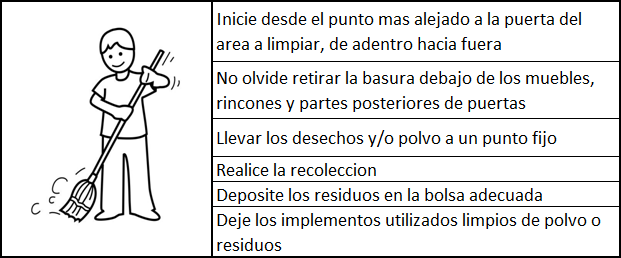 Inicie desde el punto mas alejado a la puerta del
area a limpiar, de adentro hacia fuera
No olvide retirar la basura debajo de los muebles,
rincones y partes posteriores de puertas
Llevar los desechos y/o polvo a un punto fijo
Realice la recoleccion
Deposite los residuos en la bolsa adecuada
Deje los implementos utilizados limpios de polvo o
residuos